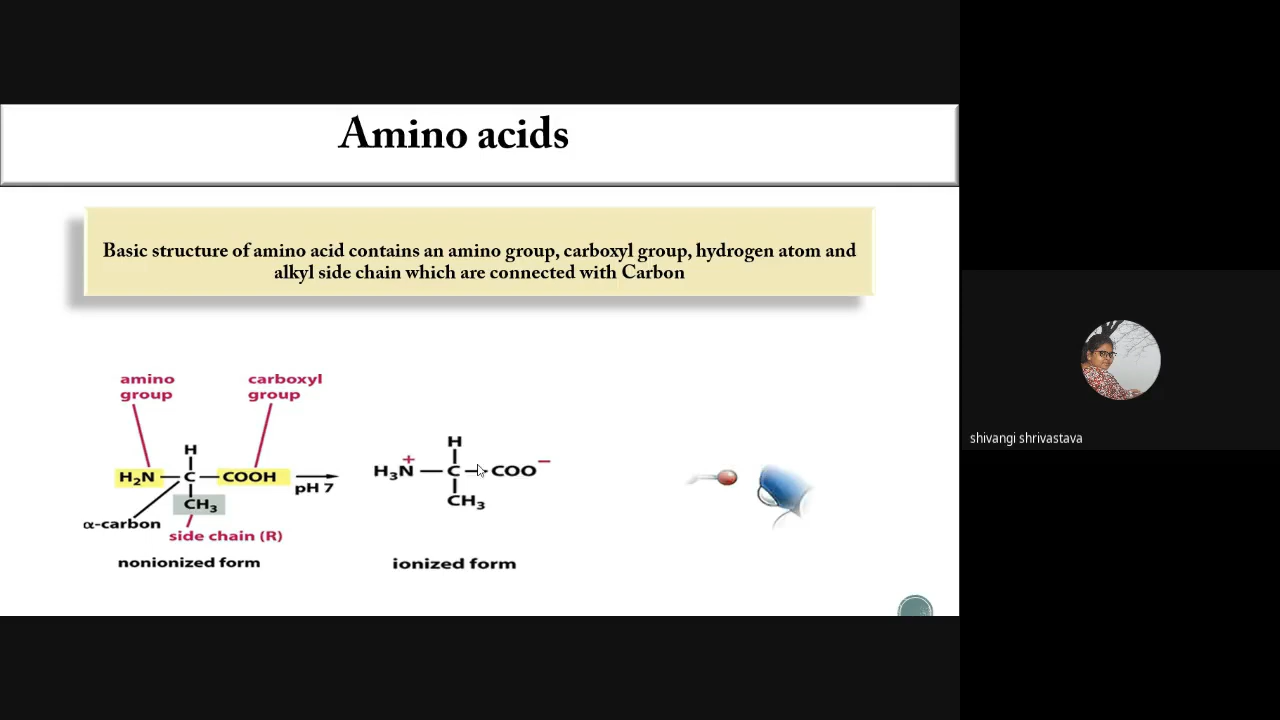 Amino acids
Basic structure of amino acid contains an amino group, carboxyl group, hydrogen atom and
alkyl side chain which are connected with Carbon
amino
group
carboxyl
group
H
H₂N — C — COOH
pH 7
CH₃
α-carbon
side chain (R)
nonionized form
H
+
H₃N — C — COO −
CH₃
ionized form
shivangi shrivastava